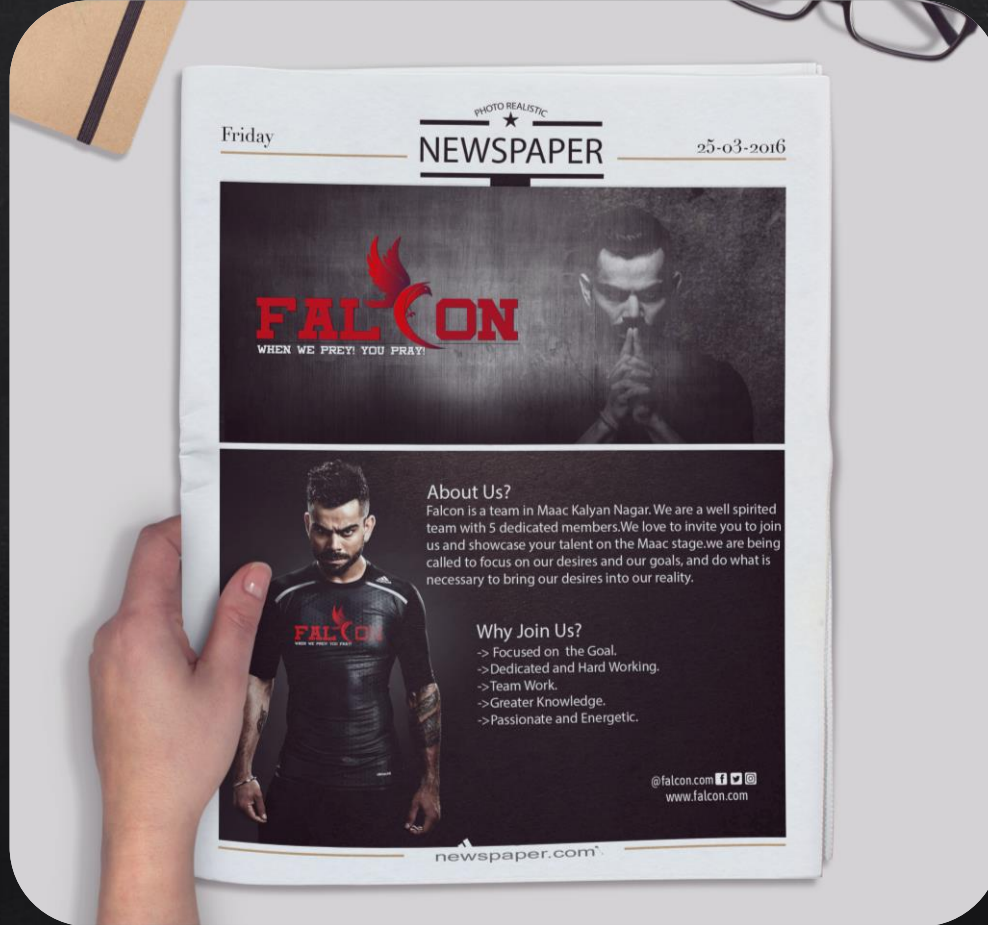 PHOTO REALISTIC
Friday
NEWSPAPER
25-03-2016
FALCON
WHEN WE PREY! YOU PRAY!
About Us?
Falcon is a team in Maac Kalyan Nagar. We are a well spirited
team with 5 dedicated members.We love to invite you to join
us and showcase your talent on the Maac stage.we are being
called to focus on our desires and our goals, and do what is
necessary to bring our desires into our reality.
FALCON
WHEN WE PREY! YOU PRAY!
Why Join Us?
-> Focused on the Goal.
->Dedicated and Hard Working.
->Team Work.
->Greater Knowledge.
->Passionate and Energetic.
@falcon.com
www.falcon.com
newspaper.com